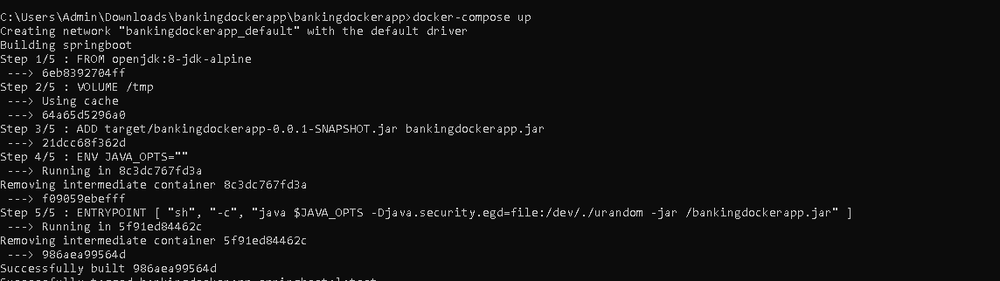 C:\Users\Admin\Downloads\bankingdockerapp\bankingdockerapp>docker-compose up
Creating network "bankingdockerapp_default" with the default driver
Building springboot
Step 1/5 : FROM openjdk:8-jdk-alpine
 ---> 6eb8392704ff
Step 2/5 : VOLUME /tmp
 ---> Using cache
 ---> 64a65d5296a0
Step 3/5 : ADD target/bankingdockerapp-0.0.1-SNAPSHOT.jar bankingdockerapp.jar
 ---> 21dcc68f362d
Step 4/5 : ENV JAVA_OPTS=""
 ---> Running in 8c3dc767fd3a
Removing intermediate container 8c3dc767fd3a
 ---> f09059ebefff
Step 5/5 : ENTRYPOINT [ "sh", "-c", "java $JAVA_OPTS -Djava.security.egd=file:/dev/./urandom -jar /bankingdockerapp.jar" ]
 ---> Running in 5f91ed84462c
Removing intermediate container 5f91ed84462c
 ---> 986aea99564d
Successfully built 986aea99564d
Successfully tagged bankingdockerapp_springboot:latest